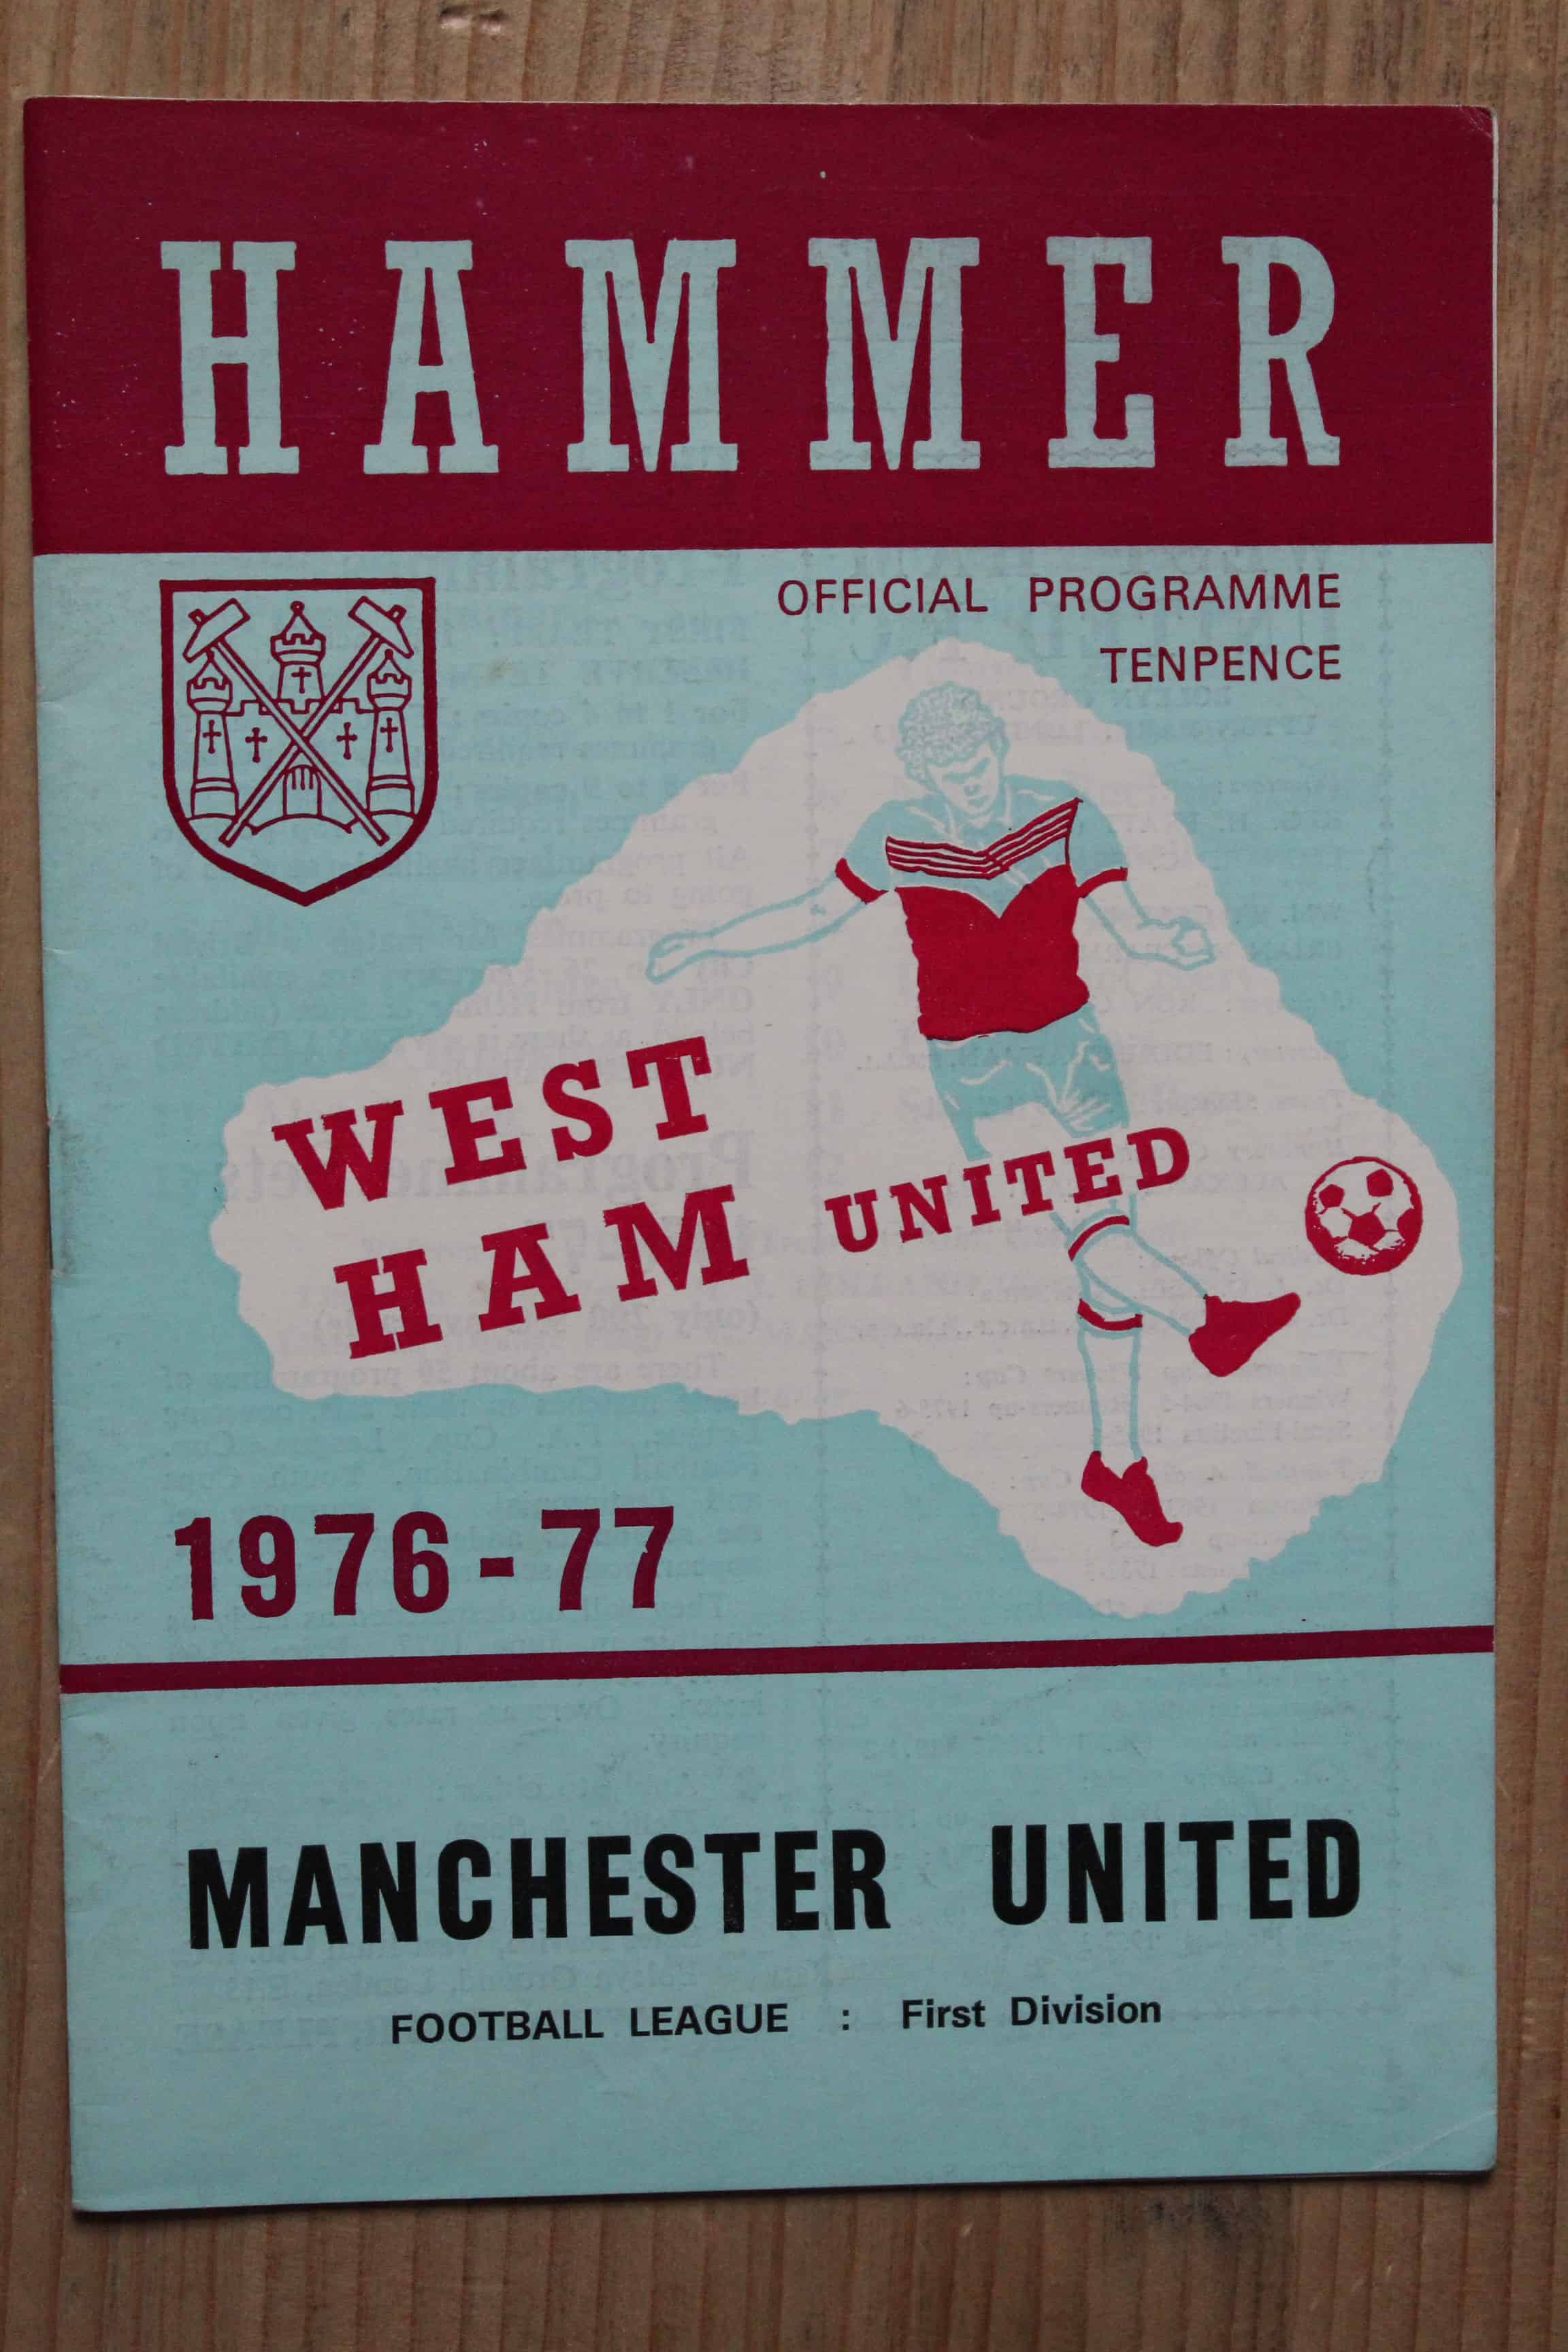 HAMMER
OFFICIAL PROGRAMME
TENPENCE
WEST
HAM UNITED
1976-77
MANCHESTER UNITED
FOOTBALL LEAGUE : First Division